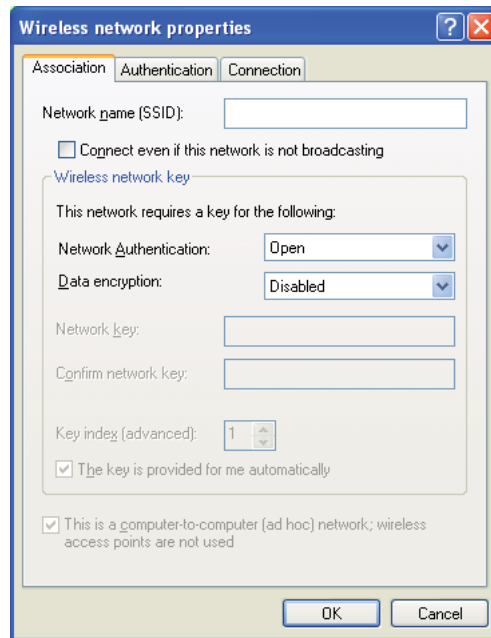 Wireless network properties
Association
Authentication
Connection
Network name (SSID):
Connect even if this network is not broadcasting
Wireless network key
This network requires a key for the following:
Network Authentication:
Open
Data encryption:
Disabled
Network key:
Confirm network key:
Key index (advanced):
1
The key is provided for me automatically
This is a computer-to-computer (ad hoc) network; wireless
access points are not used
OK
Cancel